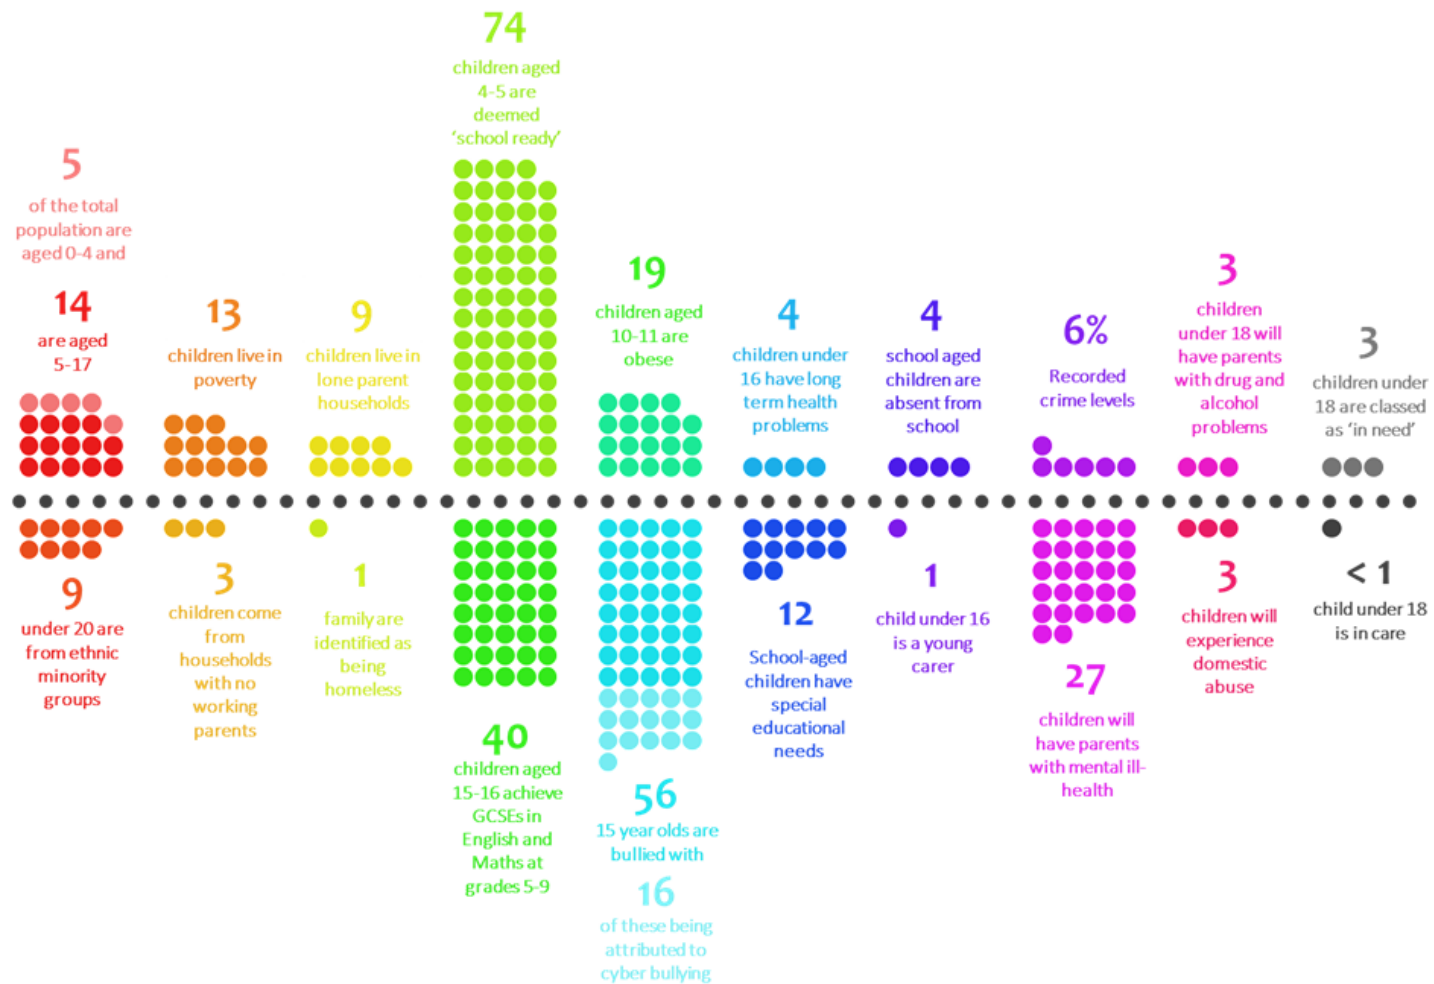 74
children aged
4-5 are
deemed
‘school ready’
5
of the total
population are
aged 0-4 and
14
are aged
5-17
13
children live in
poverty
9
children live in
lone parent
households
19
children aged
10-11 are
obese
4
children under
16 have long
term health
problems
4
school aged
children are
absent from
school
6%
Recorded
crime levels
3
children
under 18 will
have parents
with drug and
alcohol
problems
3
children under
18 are classed
as ‘in need’
9
under 20 are
from ethnic
minority
groups
3
children come
from
households
with no
working
parents
1
family are
identified as
being
homeless
40
children aged
15-16 achieve
GCSEs in
English and
Maths at
grades 5-9
56
15 year olds are
bullied with
16
of these being
attributed to
cyber bullying
12
School-aged
children have
special
educational
needs
1
child under 16
is a young
carer
27
children will
have parents
with mental ill-
health
3
children will
experience
domestic
abuse
< 1
child under 18
is in care